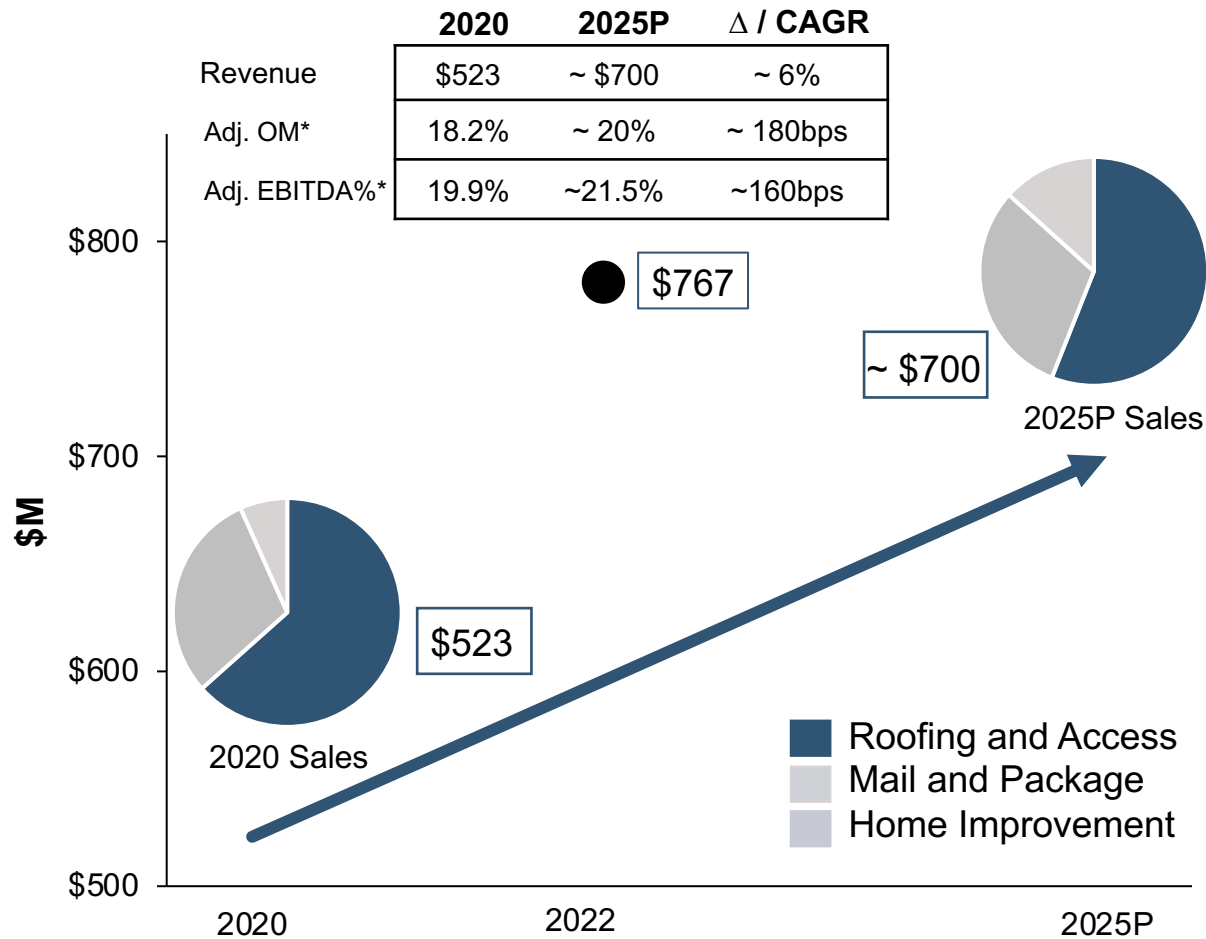 2020 2025P Δ / CAGR
Revenue $523 ~ $700 ~ 6%
Adj. OM* 18.2% ~ 20% ~ 180bps
Adj. EBITDA%* 19.9% ~21.5% ~160bps
$800
$767
~ $700
2025P Sales
$700
$M
$523
$600
2020 Sales
Roofing and Access
Mail and Package
Home Improvement
$500
2020 2022 2025P